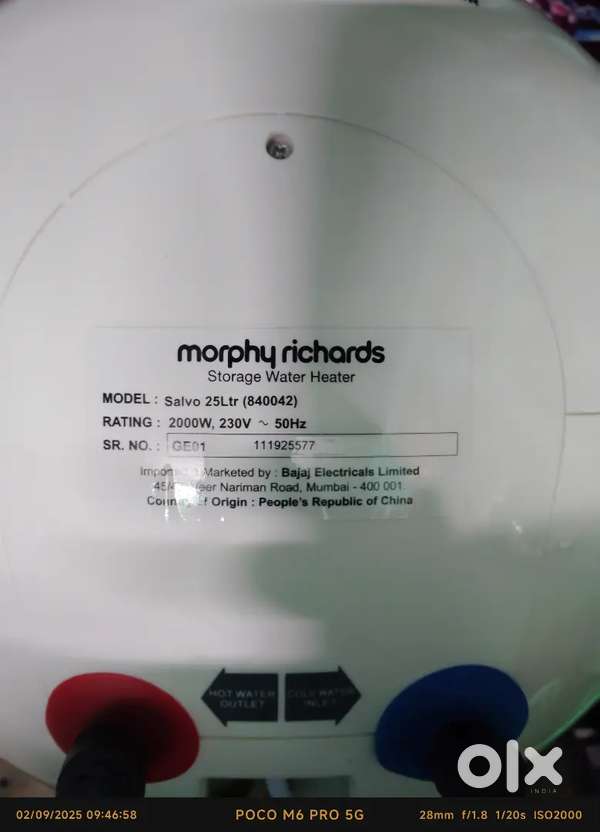 morphy richards
Storage Water Heater
MODEL : Salvo 25Ltr (840042)
RATING : 2000W, 230V ~ 50Hz
SR. NO. : GE01 111925577
Marketed by : Bajaj Electricals Limited
Nariman Road, Mumbai - 400 001
Origin : People's Republic of China
HOT WATER OUTLET
COLD WATER INLET
olx
INDIA
02/09/2025 09:46:58 POCO M6 PRO 5G 28mm f/1.8 1/20s ISO2000